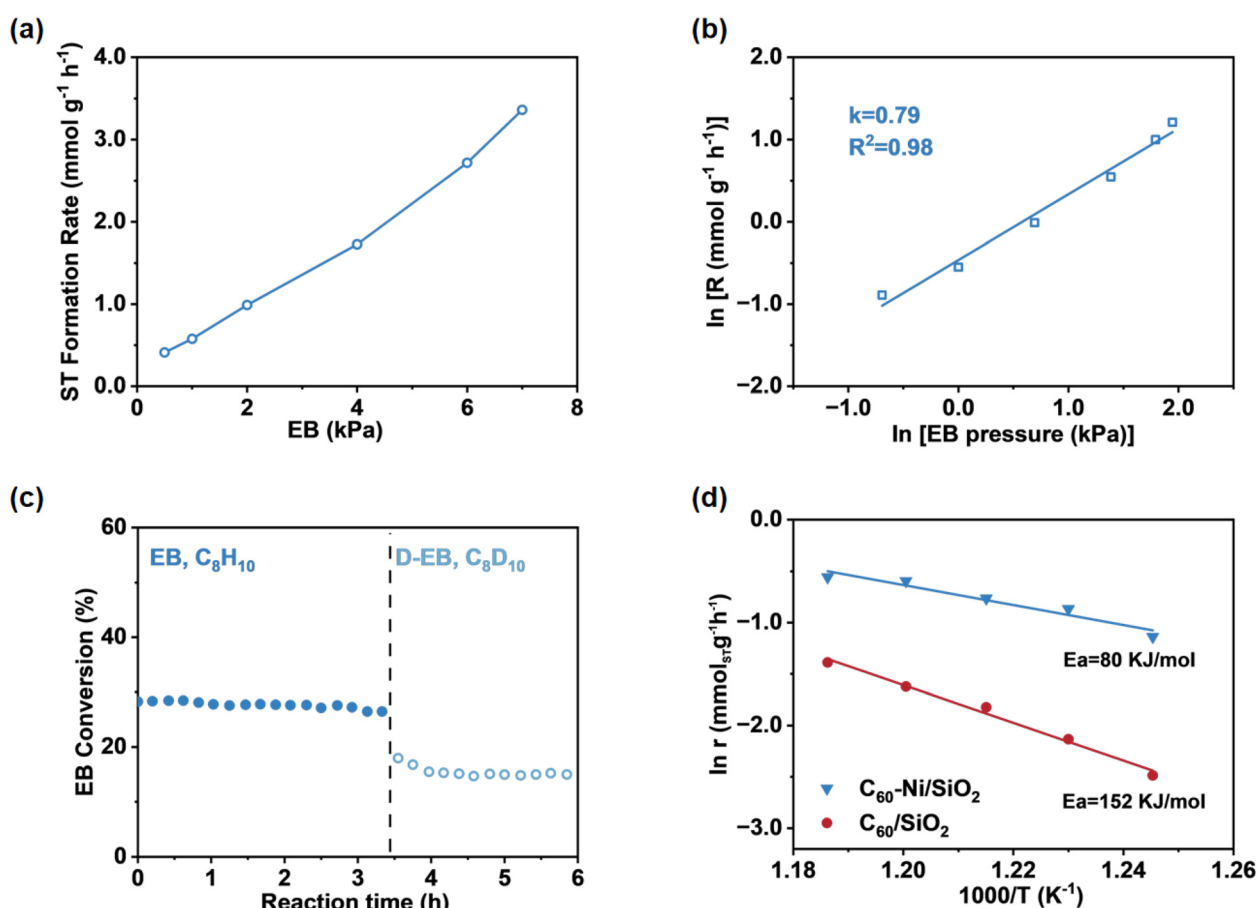 (a)
4.0
3.0
2.0
1.0
0.0
0 2 4 6 8
EB (kPa)
ST Formation Rate (mmol g⁻¹ h⁻¹)
(b)
k=0.79
R²=0.98
2.0
1.0
0.0
−1.0
−2.0
−1.0 0.0 1.0 2.0
ln [EB pressure (kPa)]
ln [R (mmol g⁻¹ h⁻¹)]
(c)
EB, C₈H₁₀ D-EB, C₈D₁₀
60
40
20
0
0 1 2 3 4 5 6
Reaction time (h)
EB Conversion (%)
(d)
0.0
−1.0
−2.0
−3.0
Ea=80 KJ/mol
Ea=152 KJ/mol
C₆₀-Ni/SiO₂
C₆₀/SiO₂
1.18 1.20 1.22 1.24 1.26
1000/T (K⁻¹)
ln r (mmol_STg⁻¹h⁻¹)